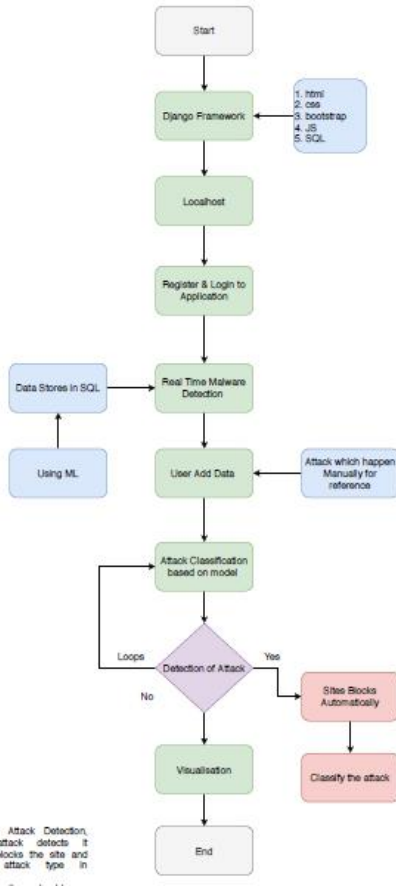 Start
Django Framework
1. html
2. css
3. bootstrap
4. JS
5. SQL
Localhost
Register & Login to
Application
Data Stores in SQL
Real Time Malware
Detection
Using ML
User Add Data
Attack which happen
Manually for
reference
Attack Classification
based on model
Loops
Detection of Attack
Yes
No
Sites Blocks
Automatically
Visualisation
Classify the attack
Attack Detection,
attack detects it
blocks the site and
attack type in
End